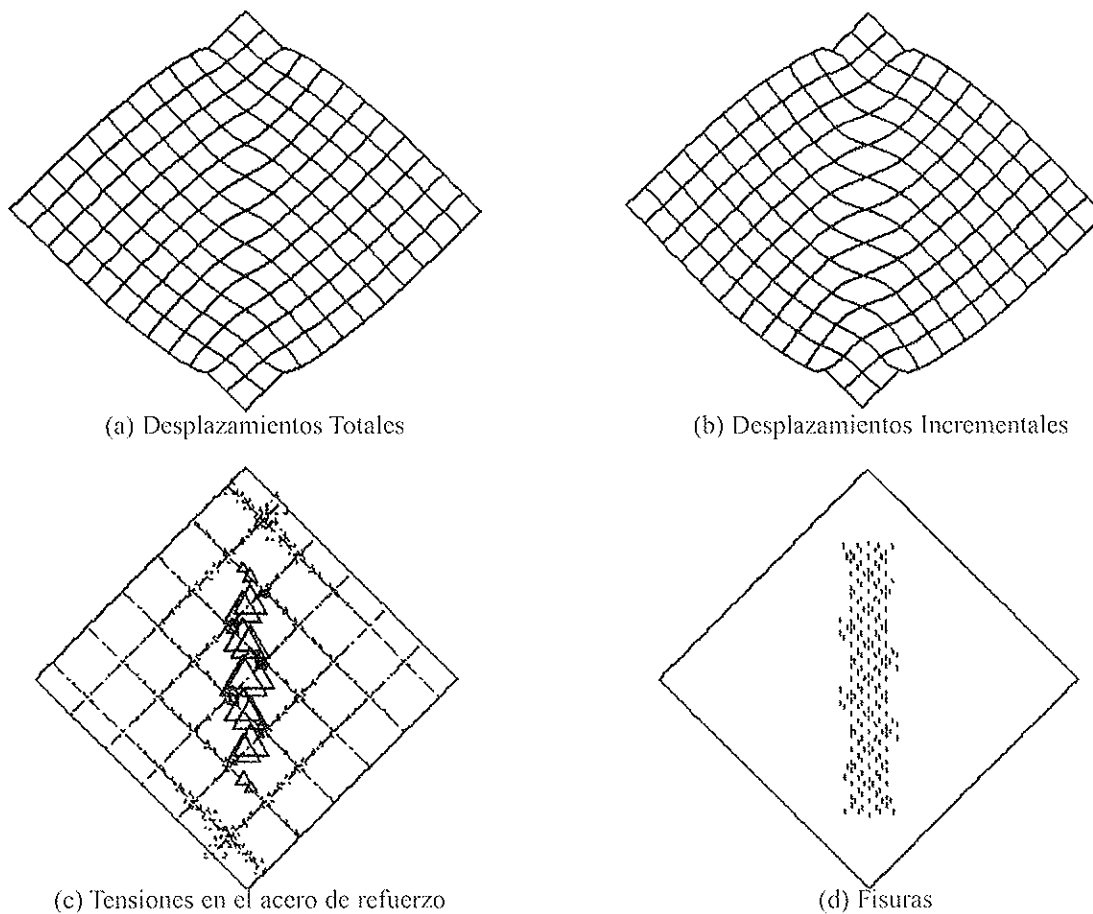 (a) Desplazamientos Totales
(b) Desplazamientos Incrementales
(c) Tensiones en el acero de refuerzo
(d) Fisuras